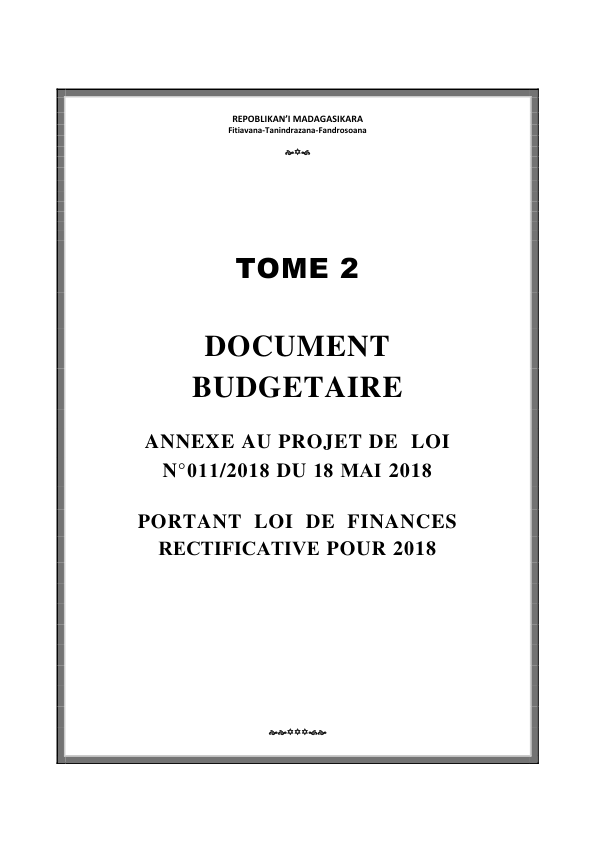 REPOBLIKAN'I MADAGASIKARA
Fitiavana-Tanindrazana-Fandrosoana
TOME 2
DOCUMENT
BUDGETAIRE
ANNEXE AU PROJET DE LOI
N°011/2018 DU 18 MAI 2018
PORTANT LOI DE FINANCES
RECTIFICATIVE POUR 2018